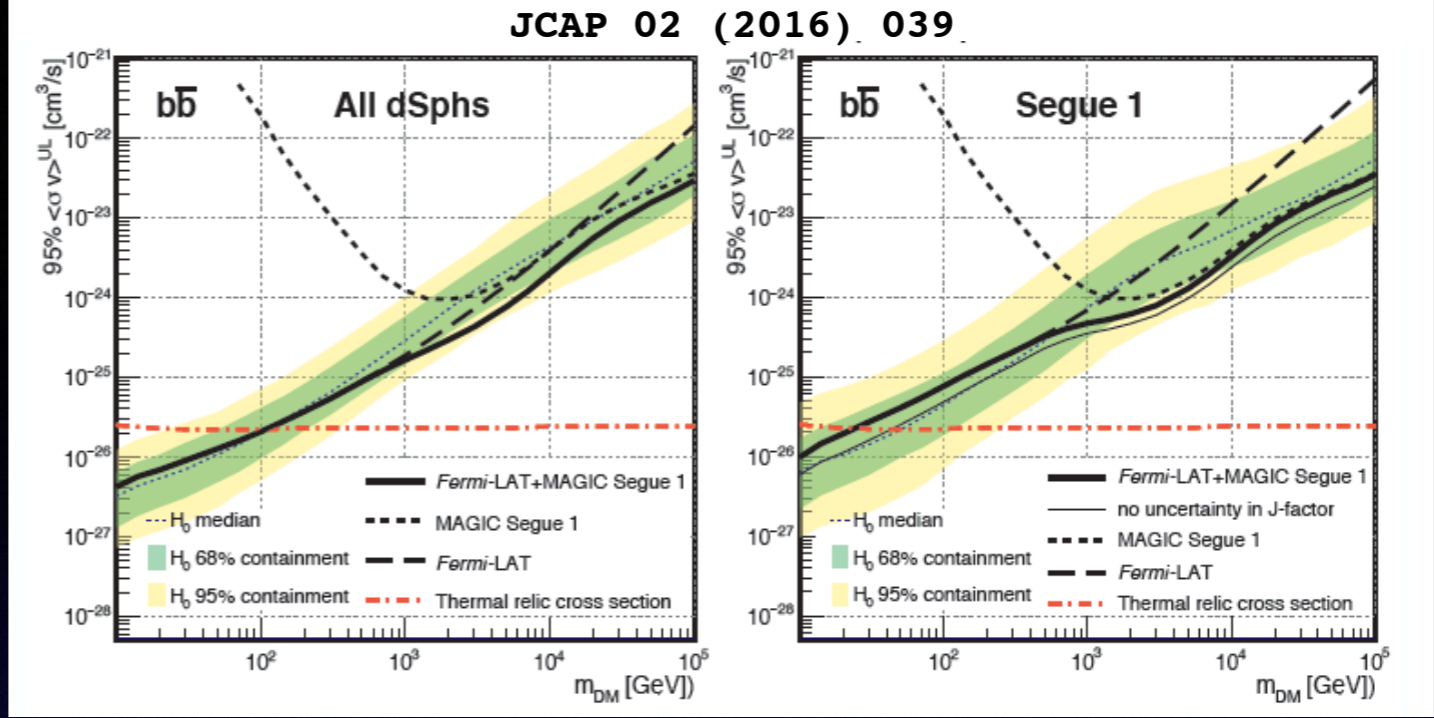 JCAP 02 (2016) 039
95% <σ v>^UL [cm³/s]
10⁻²¹
10⁻²²
10⁻²³
10⁻²⁴
10⁻²⁵
10⁻²⁶
10⁻²⁷
10⁻²⁸
bb̅
All dSphs
Fermi-LAT+MAGIC Segue 1
H₀ median
MAGIC Segue 1
H₀ 68% containment
Fermi-LAT
H₀ 95% containment
Thermal relic cross section
10²
10³
10⁴
10⁵
m_DM [GeV])
95% <σ v>^UL [cm³/s]
10⁻²¹
10⁻²²
10⁻²³
10⁻²⁴
10⁻²⁵
10⁻²⁶
10⁻²⁷
10⁻²⁸
bb̅
Segue 1
Fermi-LAT+MAGIC Segue 1
no uncertainty in J-factor
H₀ median
MAGIC Segue 1
H₀ 68% containment
Fermi-LAT
H₀ 95% containment
Thermal relic cross section
10²
10³
10⁴
10⁵
m_DM [GeV])